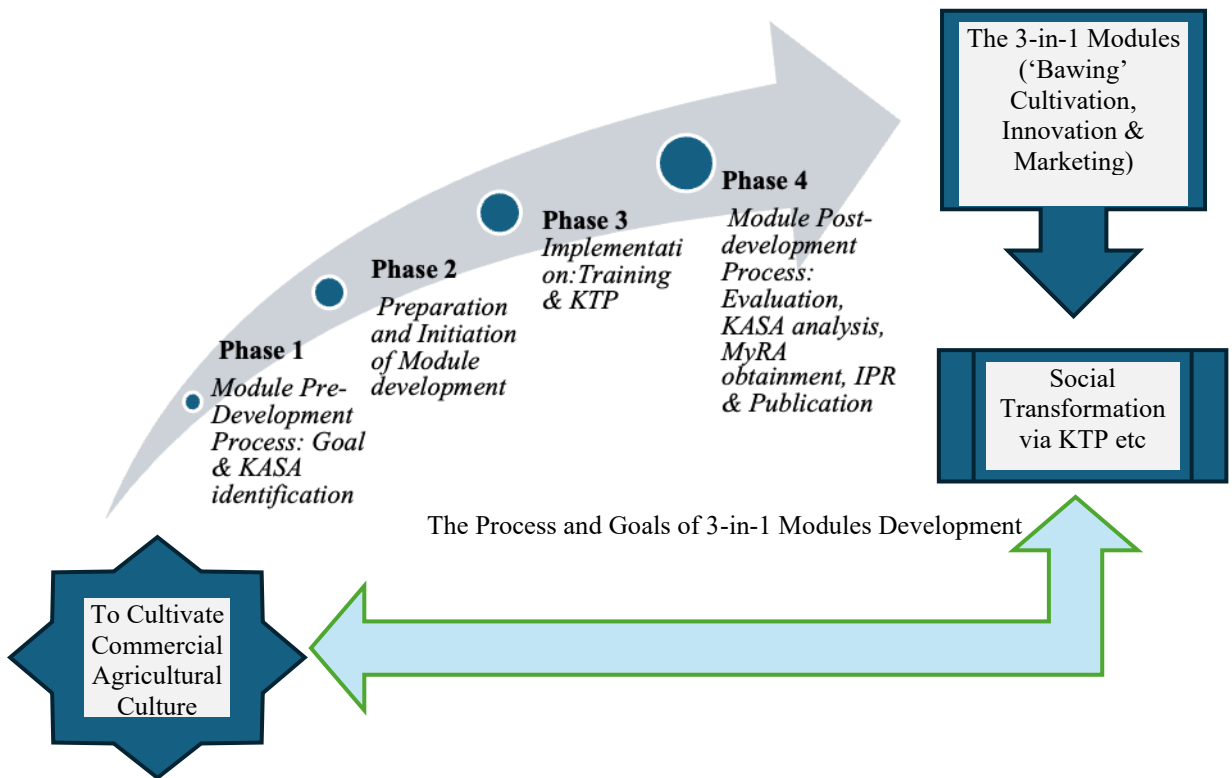 Phase 1
Module Pre-
Development
Process: Goal
& KASA
identification
Phase 2
Preparation
and Initiation
of Module
development
Phase 3
Implementati
on:Training
& KTP
Phase 4
Module Post-
development
Process:
Evaluation,
KASA analysis,
MyRA
obtainment, IPR
& Publication
The 3-in-1 Modules
(‘Bawing’
Cultivation,
Innovation &
Marketing)
Social
Transformation
via KTP etc
The Process and Goals of 3-in-1 Modules Development
To Cultivate
Commercial
Agricultural
Culture